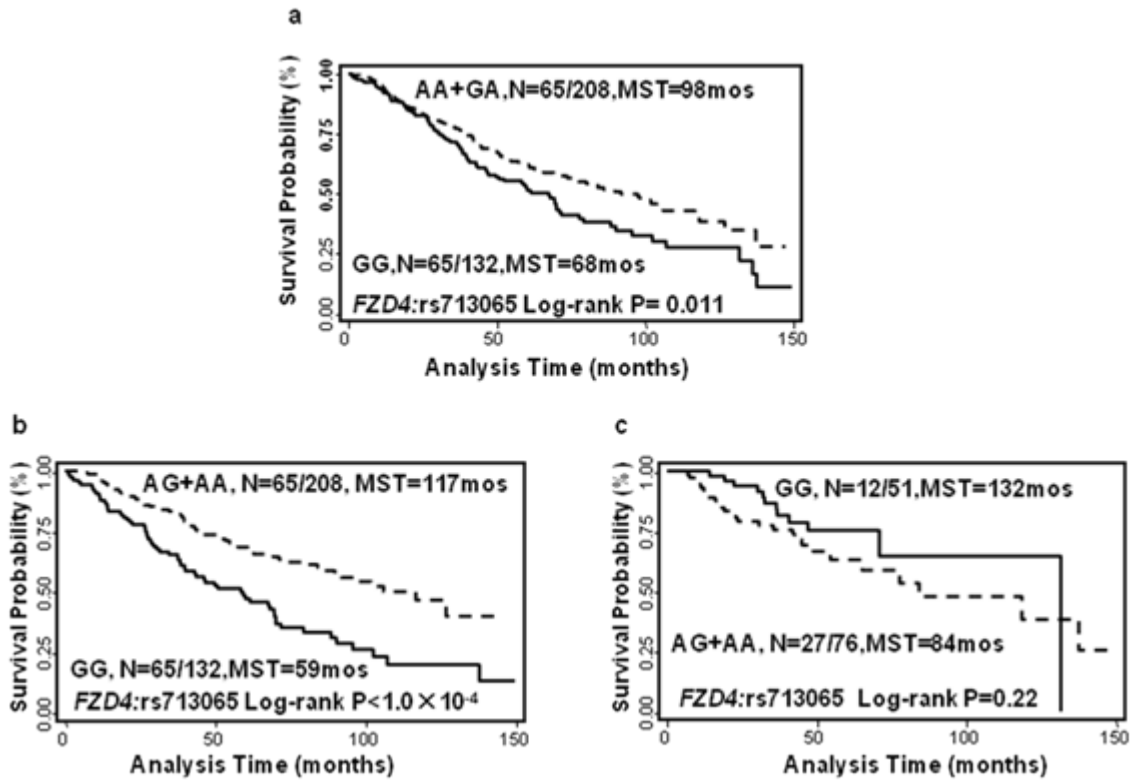 a
Survival Probability (%)
1.00
0.75
0.50
0.25
0.00
AA+GA,N=65/208,MST=98mos
GG,N=65/132,MST=68mos
FZD4:rs713065 Log-rank P= 0.011
0 50 100 150
Analysis Time (months)
b
Survival Probability (%)
1.00
0.75
0.50
0.25
0.00
AG+AA, N=65/208, MST=117mos
GG, N=65/132,MST=59mos
FZD4:rs713065 Log-rank P<1.0×10⁻⁴
0 50 100 150
Analysis Time (months)
c
Survival Probability (%)
1.00
0.75
0.50
0.25
0.00
GG, N=12/51,MST=132mos
AG+AA, N=27/76,MST=84mos
FZD4:rs713065 Log-rank P=0.22
0 50 100 150
Analysis Time (months)